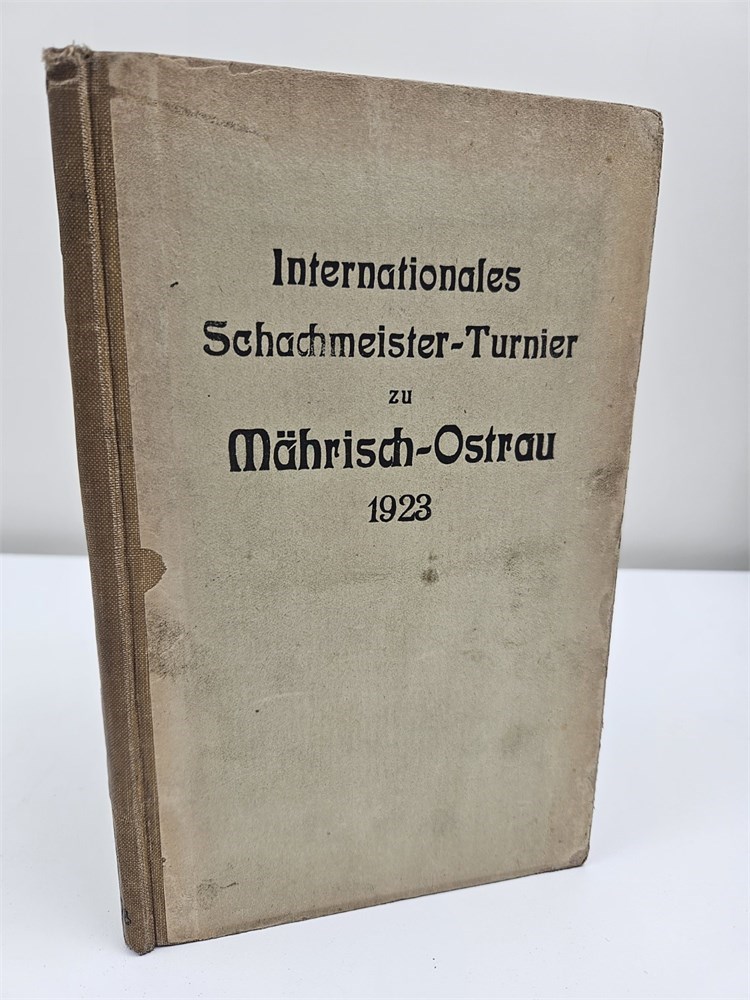 Internationales
Schachmeister-Turnier
zu
Mährisch-Ostrau
1923